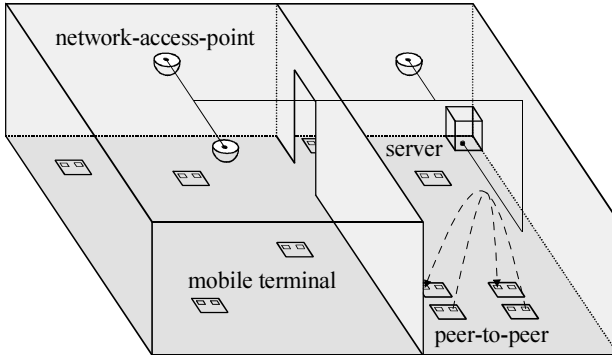 network-access-point
server
mobile terminal
peer-to-peer